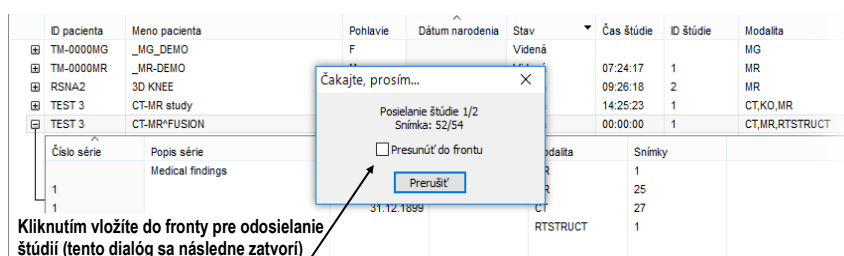 ID pacienta Meno pacienta Pohlavie Dátum narodenia Stav Čas štúdie ID štúdie Modalita
TM-0000MG _MG_DEMO F Videná MG
TM-0000MR _MR-DEMO 07:24:17 1 MR
RSNA2 3D KNEE 09:26:18 2 MR
TEST 3 CT-MR study 14:25:23 1 CT,KO,MR
TEST 3 CT-MR^FUSION 00:00:00 1 CT,MR,RTSTRUCT
Čakajte, prosím...
Posielanie štúdie 1/2
Snímka: 52/54
Presunúť do frontu
Prerušiť
Číslo série Popis série Snímky
Medical findings 1
1 25
1 31.12.1899 CT 27
RTSTRUCT 1
Kliknutím vložíte do fronty pre odosielanie
štúdií (tento dialóg sa následne zatvorí)